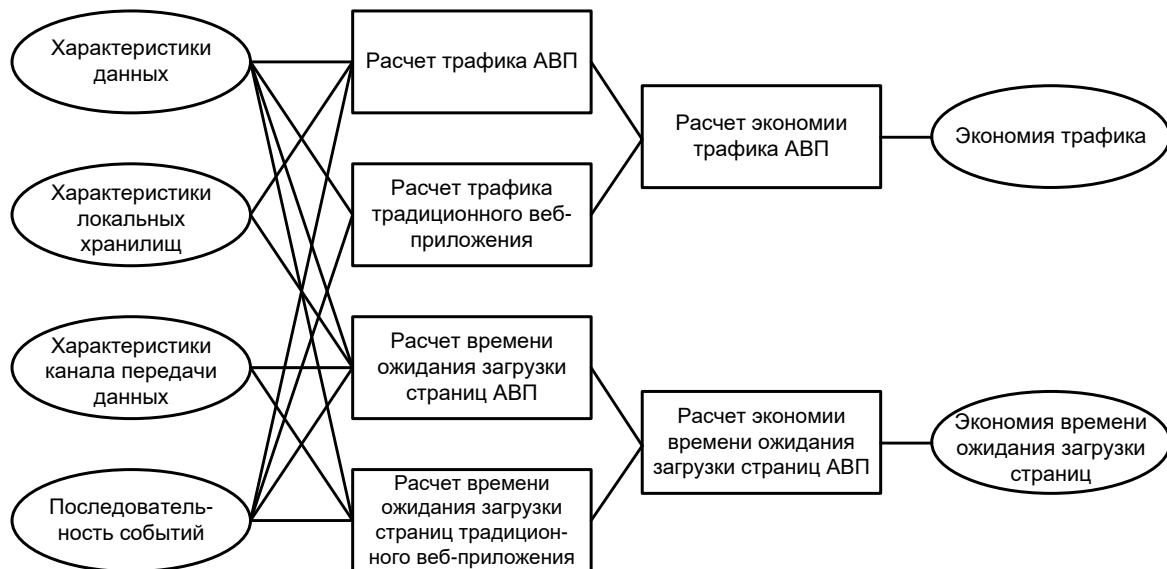 Характеристики
данных
Расчет трафика АВП
Расчет экономии
трафика АВП
Экономия трафика
Характеристики
локальных
хранилищ
Расчет трафика
традиционного веб-
приложения
Характеристики
канала передачи
данных
Расчет времени
ожидания загрузки
страниц АВП
Расчет экономии
времени ожидания
загрузки страниц АВП
Экономия времени
ожидания загрузки
страниц
Последователь-
ность событий
Расчет времени
ожидания загрузки
страниц традицион-
ного веб-приложения